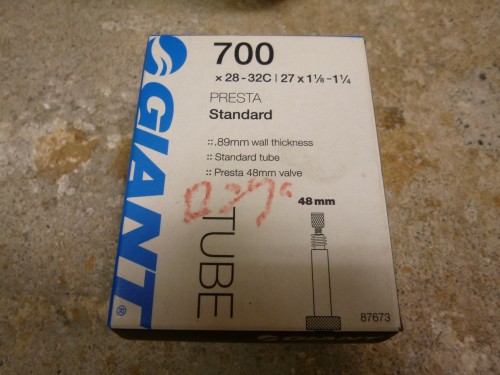 GIANT®
700
x 28-32C | 27 x 1⅛-1¼
PRESTA
Standard
:: .89mm wall thickness
:: Standard tube
:: Presta 48mm valve
48mm
TUBE
87673
GIANT